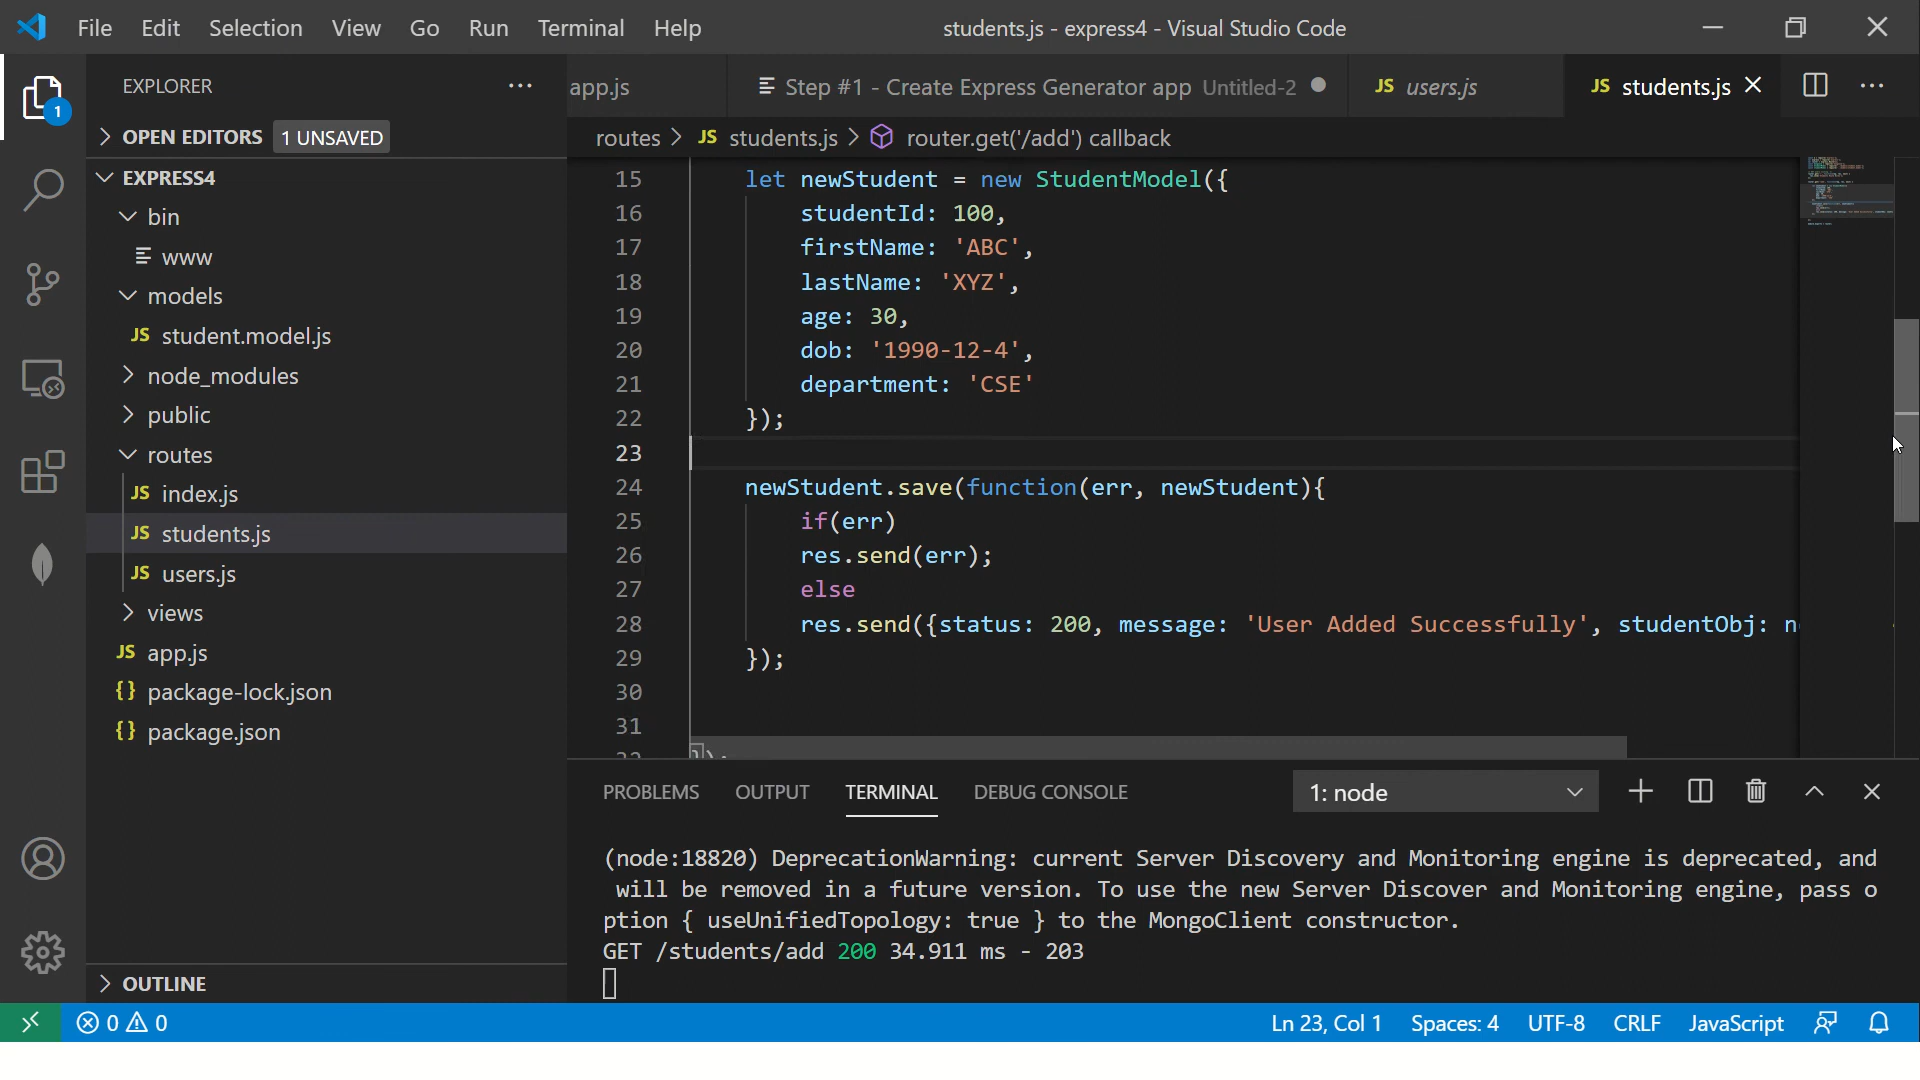 File Edit Selection View Go Run Terminal Help
students.js - express4 - Visual Studio Code
EXPLORER
app.js
Step #1 - Create Express Generator app Untitled-2
JS users.js
JS students.js
1
OPEN EDITORS 1 UNSAVED
routes > JS students.js > router.get('/add') callback
EXPRESS4
bin
www
models
JS student.model.js
node_modules
public
routes
JS index.js
JS students.js
JS users.js
views
JS app.js
{} package-lock.json
{} package.json
OUTLINE
15 let newStudent = new StudentModel({
16 studentId: 100,
17 firstName: 'ABC',
18 lastName: 'XYZ',
19 age: 30,
20 dob: '1990-12-4',
21 department: 'CSE'
22 });
23
24 newStudent.save(function(err, newStudent){
25 if(err)
26 res.send(err);
27 else
28 res.send({status: 200, message: 'User Added Successfully', studentObj: n
29 });
30
31
PROBLEMS OUTPUT TERMINAL DEBUG CONSOLE
1: node
(node:18820) DeprecationWarning: current Server Discovery and Monitoring engine is deprecated, and
will be removed in a future version. To use the new Server Discover and Monitoring engine, pass o
ption { useUnifiedTopology: true } to the MongoClient constructor.
GET /students/add 200 34.911 ms - 203
0 0
Ln 23, Col 1 Spaces: 4 UTF-8 CRLF JavaScript